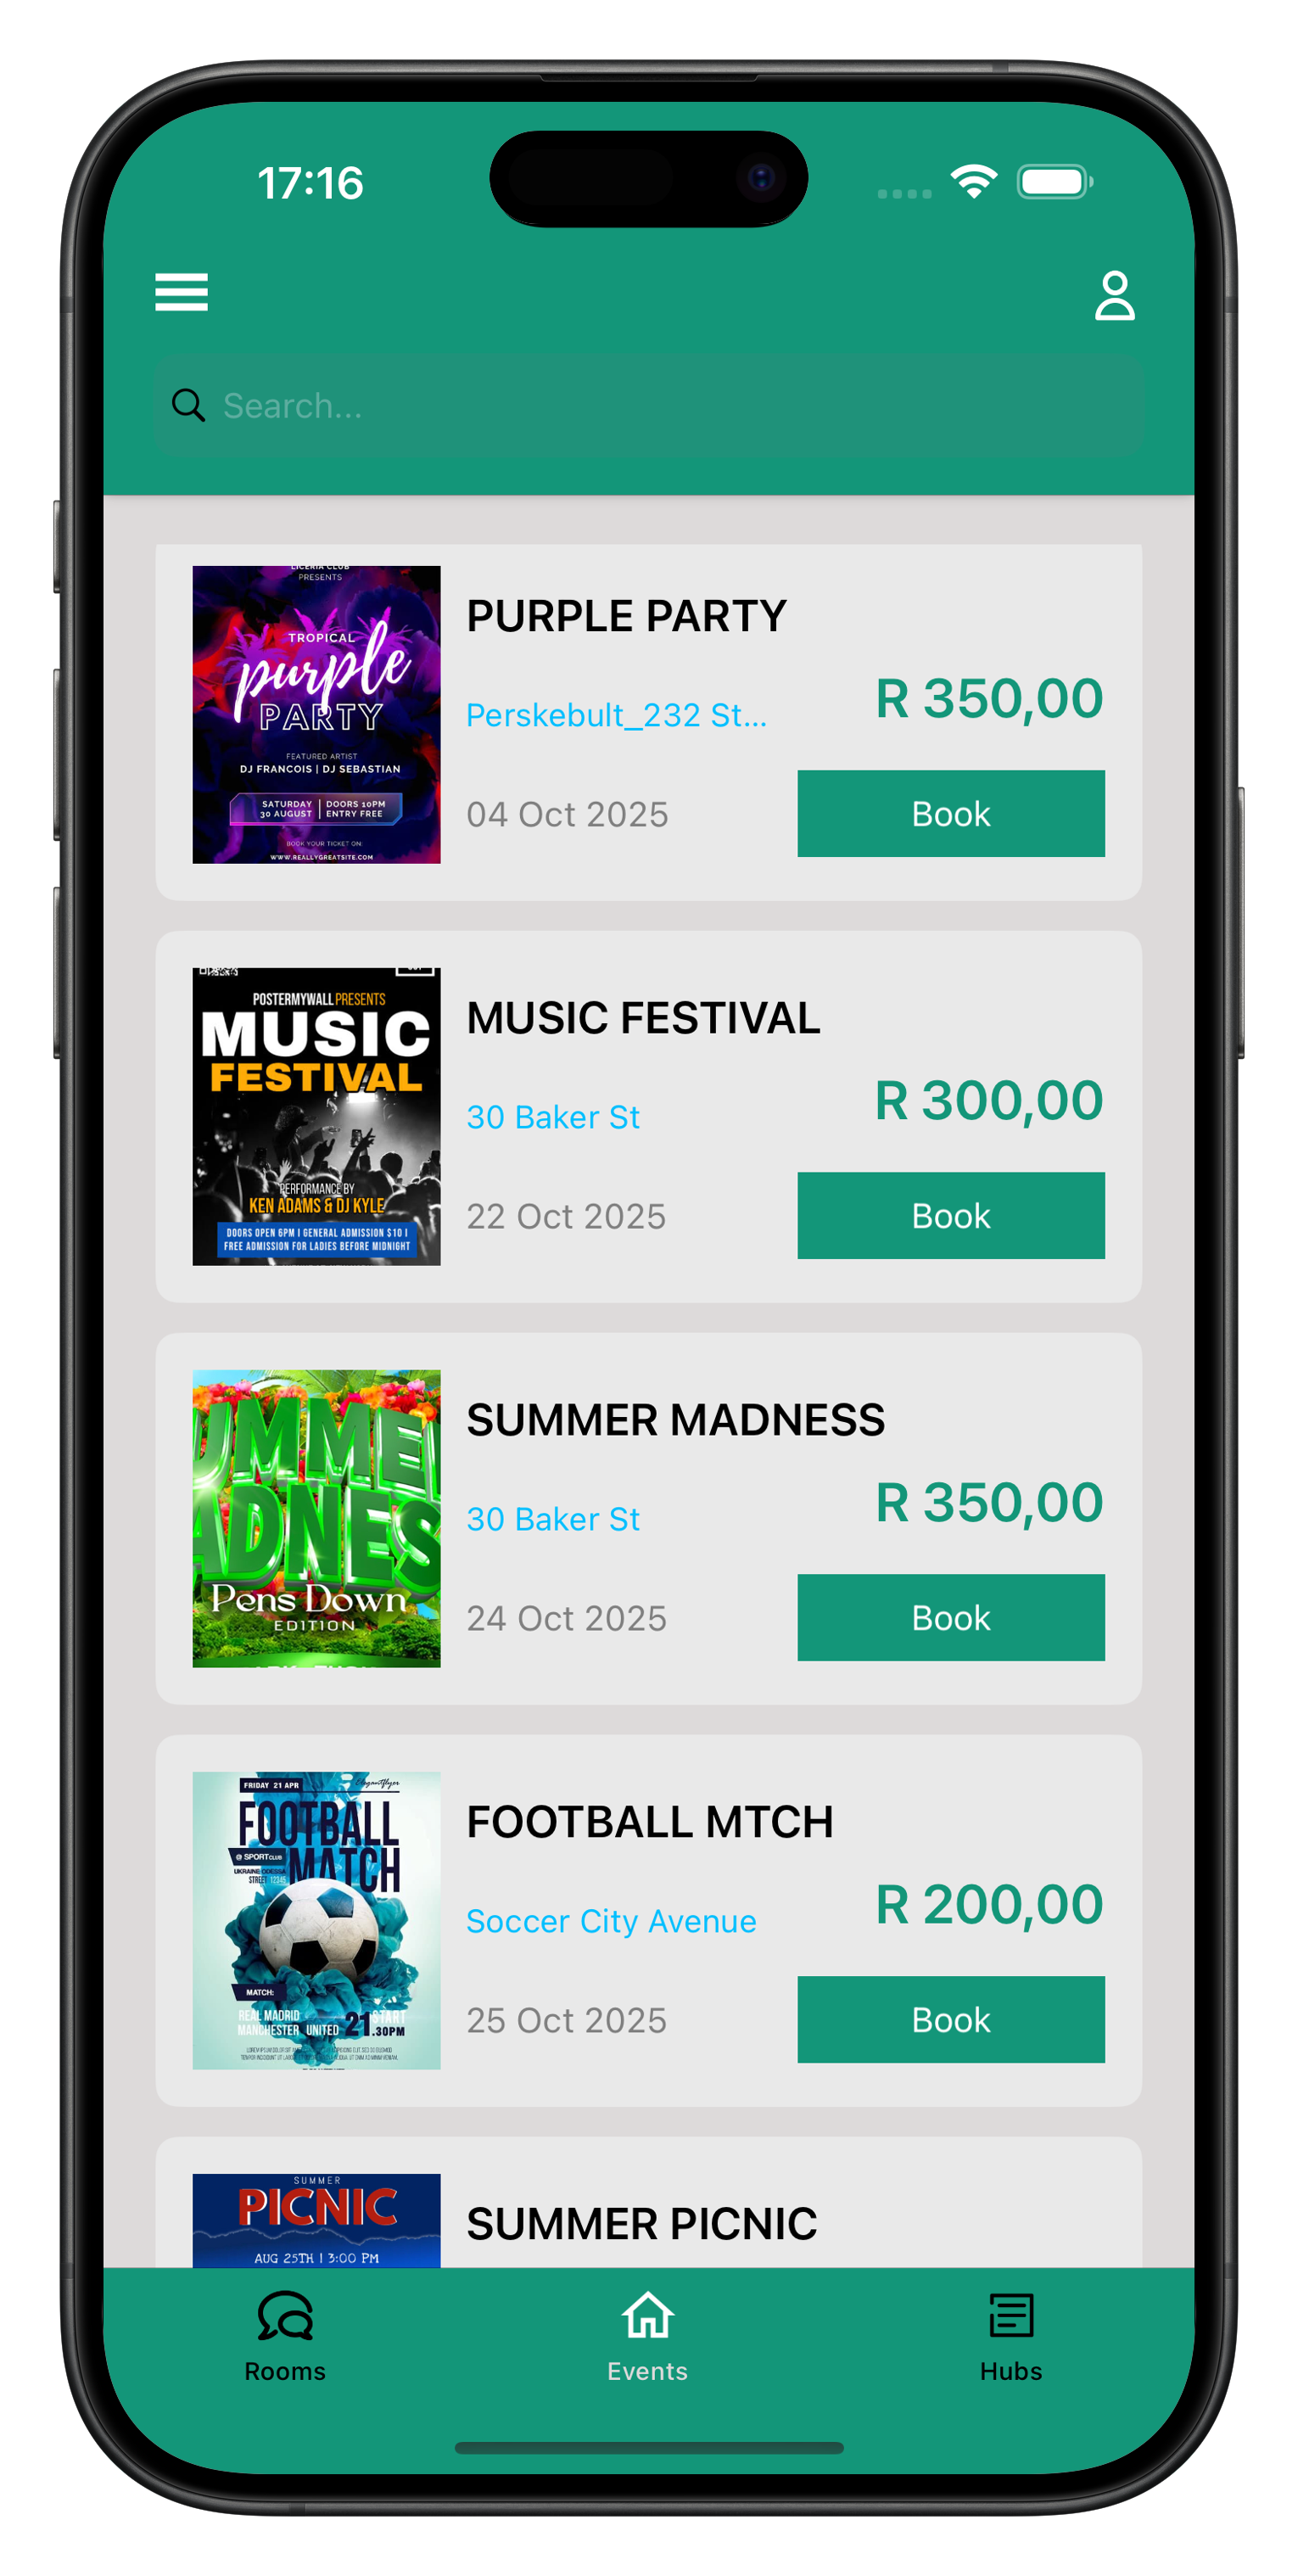 17:16
Search...
LICERIA CLUB
PRESENTS
TROPICAL
purple
PARTY
FEATURED ARTIST
DJ FRANCOIS | DJ SEBASTIAN
SATURDAY
30 AUGUST
DOORS 10PM
ENTRY FREE
BOOK YOUR TICKET ON:
WWW.REALLYGREATSITE.COM
PURPLE PARTY
Perskebult_232 St...
R 350,00
04 Oct 2025
Book
POSTERMYWALL PRESENTS
MUSIC
FESTIVAL
PERFORMANCE BY
KEN ADAMS & DJ KYLE
DOORS OPEN 6PM I GENERAL ADMISSION $10 I
FREE ADMISSION FOR LADIES BEFORE MIDNIGHT
MUSIC FESTIVAL
30 Baker St
R 300,00
22 Oct 2025
Book
UMME
ADNES
Pens Down
EDITION
SUMMER MADNESS
30 Baker St
R 350,00
24 Oct 2025
Book
FRIDAY 21 APR
Elegantflyer
FOOTBALL
@ SPORTCLUB
MATCH
UKRAINE ODESSA
STREET 12345
MATCH:
REAL MADRID
MANCHESTER UNITED
START
21.30PM
FOOTBALL MTCH
Soccer City Avenue
R 200,00
25 Oct 2025
Book
SUMMER
PICNIC
AUG 25TH | 3:00 PM
SUMMER PICNIC
Rooms
Events
Hubs